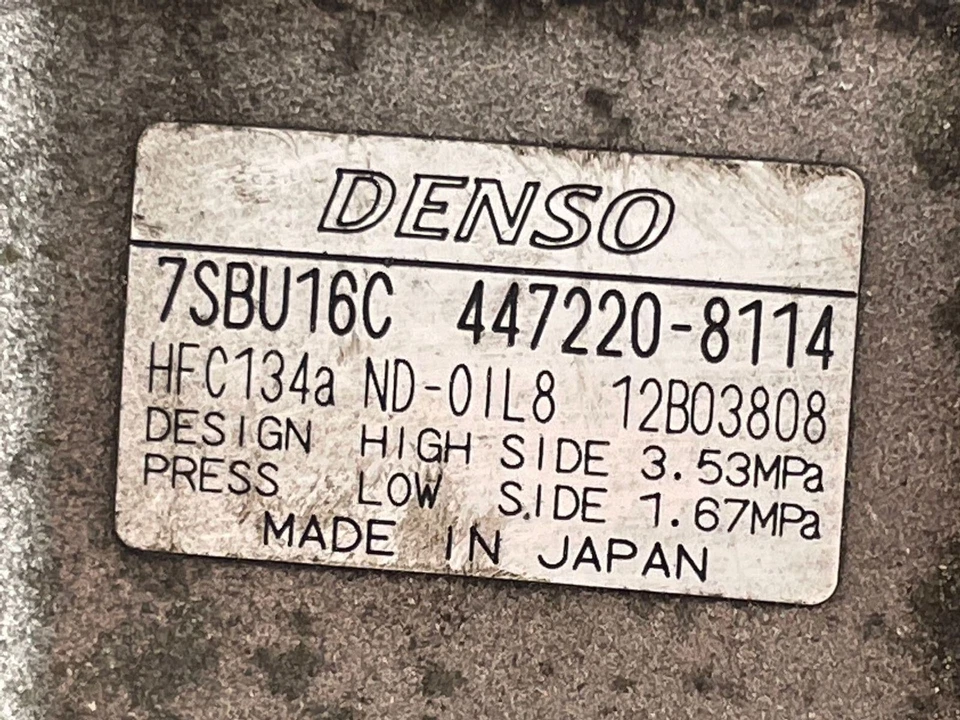 DENSO
7SBU16C 447220-8114
HFC134a ND-OIL8 12B03808
DESIGN HIGH SIDE 3.53MPa
PRESS LOW SIDE 1.67MPa
MADE IN JAPAN